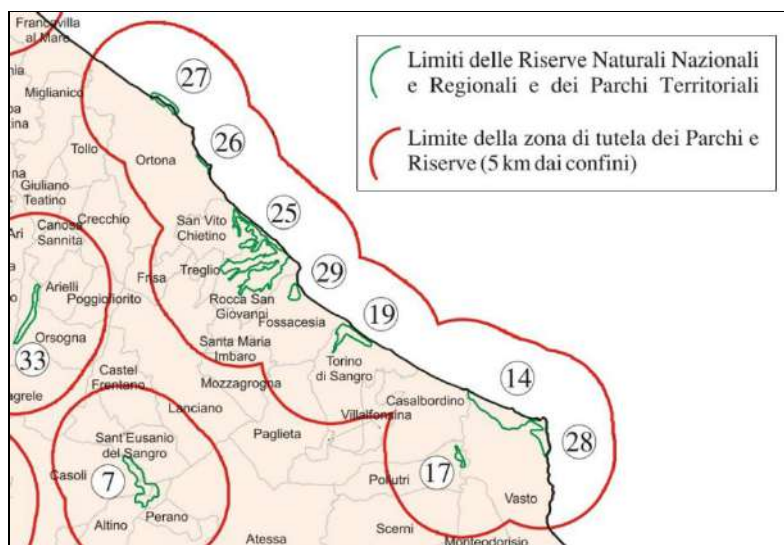 Francavilla
al Mare
Miglianico
Tollo
Ortona
Giuliano
Teatino
Crecchio
Canosa
Sannita
Ari
San Vito
Chietino
Treglio
Frisa
Arielli
Poggiofiorito
Orsogna
Rocca San
Giovanni
Fossacesia
Santa Maria
Imbaro
Mozzagrogna
Castel
Frentano
Lanciano
Torino
di Sangro
Villalfonsina
Casalbordino
Paglieta
Sant'Eusanio
del Sangro
Casoli
Altino
Perano
Atessa
Pollutri
Scerni
Vasto
Monteodorisio
27
26
25
29
19
14
28
17
33
7
Limiti delle Riserve Naturali Nazionali
e Regionali e dei Parchi Territoriali
Limite della zona di tutela dei Parchi e
Riserve (5 km dai confini)